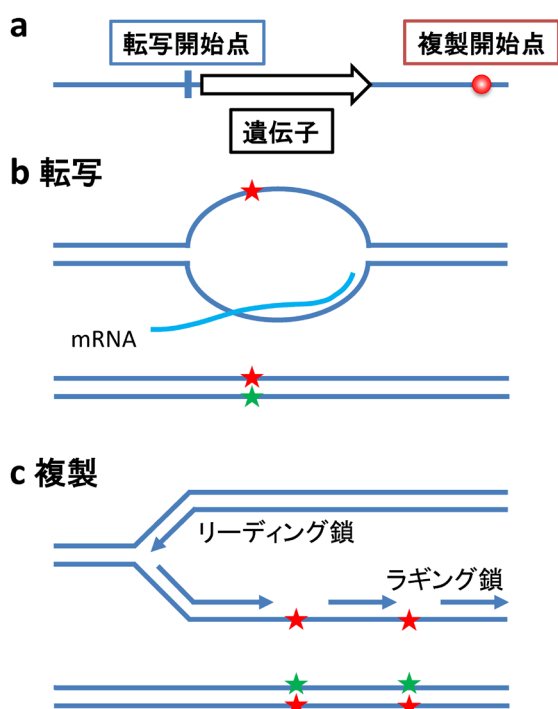 a
転写開始点
複製開始点
遺伝子
b 転写
mRNA
c 複製
リーディング鎖
ラギング鎖